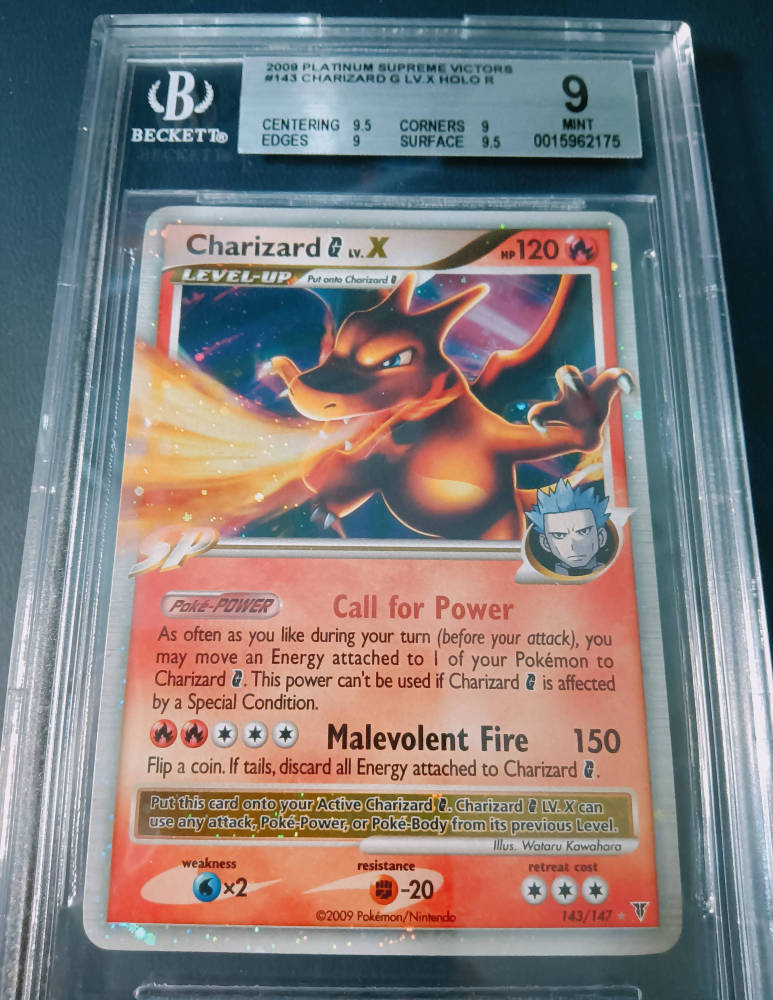 2009 PLATINUM SUPREME VICTORS
#143 CHARIZARD G LV.X HOLO R
B
BECKETT®
9
MINT
CENTERING 9.5 CORNERS 9
EDGES 9 SURFACE 9.5
0015962175
Charizard G LV.X
HP 120
LEVEL-UP Put onto Charizard G
SP
Poké-POWER Call for Power
As often as you like during your turn (before your attack), you
may move an Energy attached to 1 of your Pokémon to
Charizard G. This power can't be used if Charizard G is affected
by a Special Condition.
Malevolent Fire 150
Flip a coin. If tails, discard all Energy attached to Charizard G.
Put this card onto your Active Charizard G. Charizard G LV.X can
use any attack, Poké-Power, or Poké-Body from its previous Level.
Illus. Wataru Kawahara
weakness resistance retreat cost
×2 -20
©2009 Pokémon/Nintendo 143/147